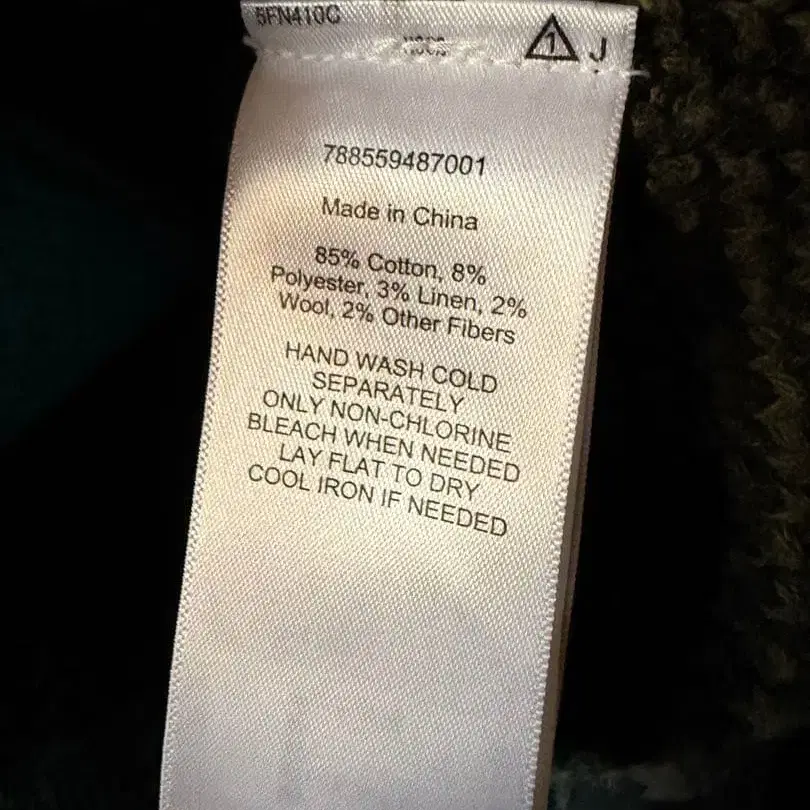 SFN410C
1 J
788559487001
Made in China
85% Cotton, 8%
Polyester, 3% Linen, 2%
Wool, 2% Other Fibers
HAND WASH COLD
SEPARATELY
ONLY NON-CHLORINE
BLEACH WHEN NEEDED
LAY FLAT TO DRY
COOL IRON IF NEEDED